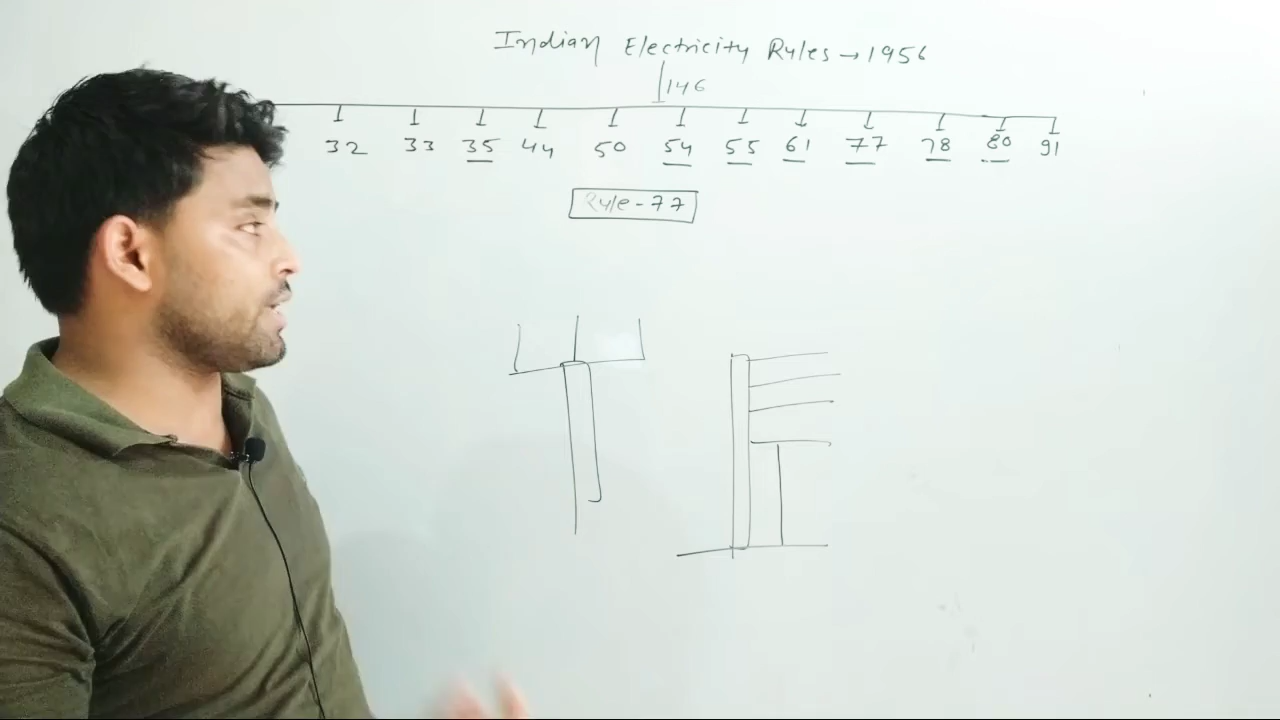 Indian Electricity Rules → 1956
146
32 33 35 44 50 54 55 61 77 78 80 91
Rule - 77